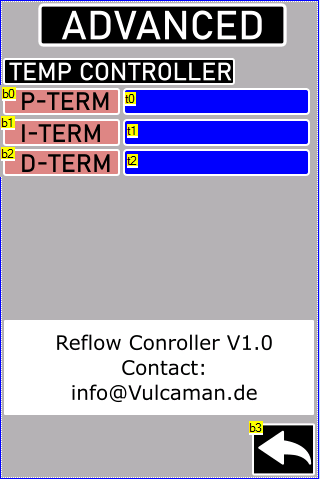 ADVANCED
TEMP CONTROLLER
b0 P-TERM t0
b1 I-TERM t1
b2 D-TERM t2
Reflow Conroller V1.0
Contact:
info@Vulcaman.de
b3